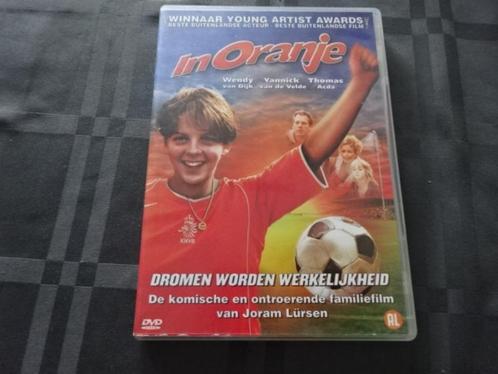 WINNAAR YOUNG ARTIST AWARDS
BESTE BUITENLANDSE ACTEUR - BESTE BUITENLANDSE FILM
In Oranje
Wendy van Dijk
Yannick van de Velde
Thomas Acda
KNVB
DROMEN WORDEN WERKELIJKHEID
De komische en ontroerende familiefilm
van Joram Lürsen
DVD
AL